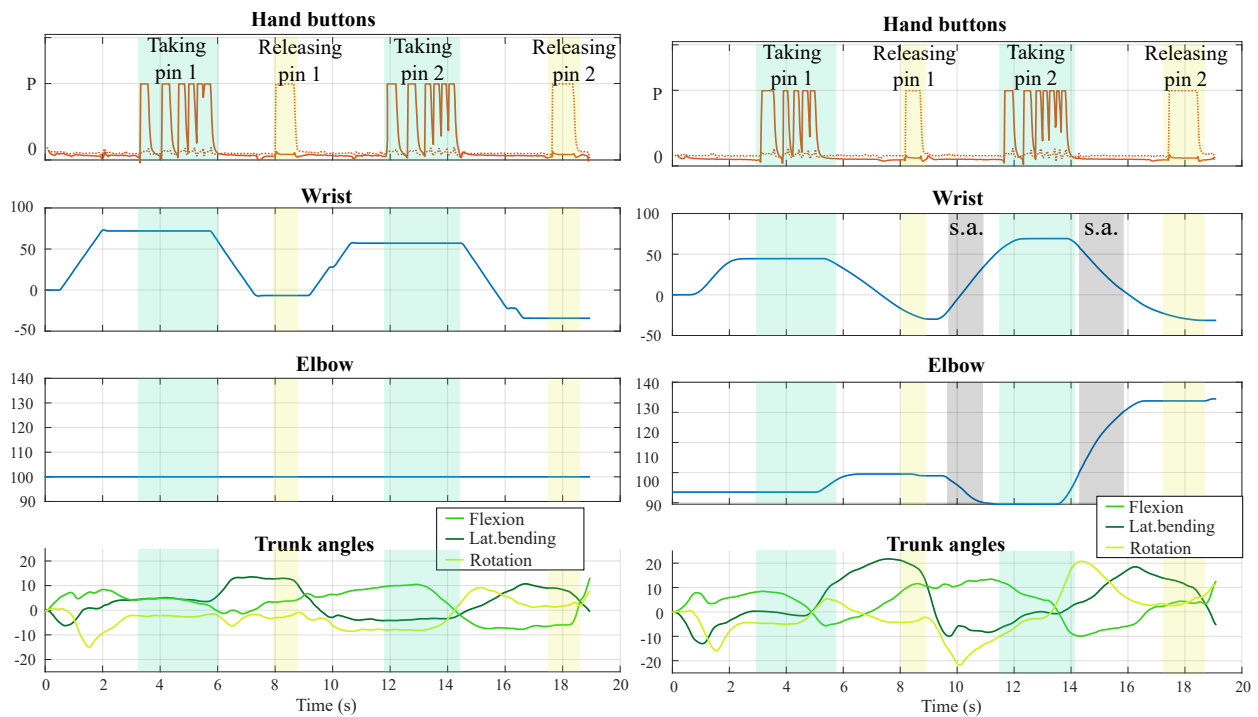 Hand buttons
Taking
pin 1
Releasing
pin 1
Taking
pin 2
Releasing
pin 2
P
0
Wrist
100
50
0
-50
Elbow
140
130
120
110
100
90
Flexion
Lat.bending
Rotation
Trunk angles
20
10
0
-10
-20
0 2 4 6 8 10 12 14 16 18 20
Time (s)
Hand buttons
Taking
pin 1
Releasing
pin 1
Taking
pin 2
Releasing
pin 2
P
0
Wrist
s.a. s.a.
100
50
0
-50
Elbow
140
130
120
110
100
90
Flexion
Lat.bending
Rotation
Trunk angles
20
10
0
-10
-20
0 2 4 6 8 10 12 14 16 18 20
Time (s)